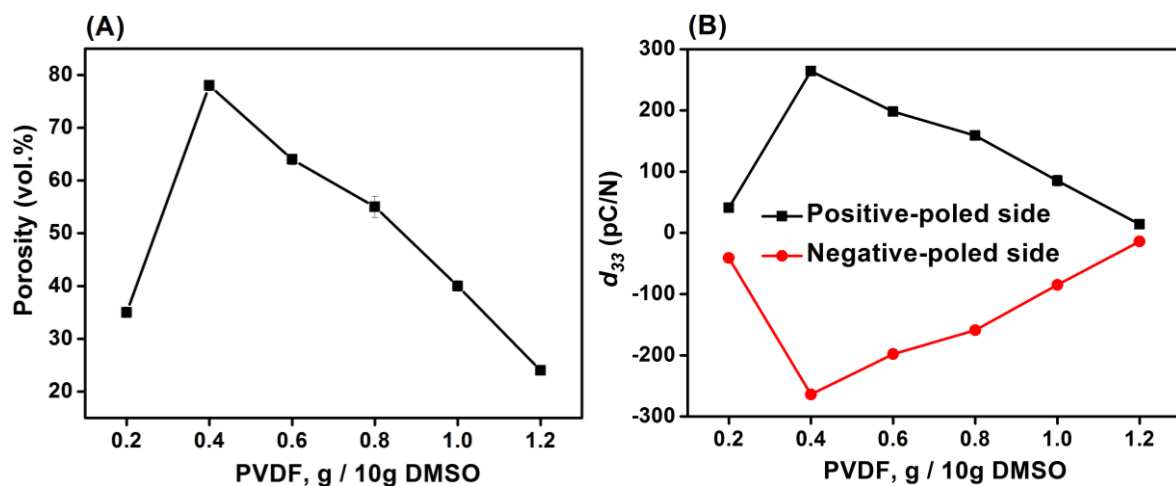 (A)
Porosity (vol.%)
80
70
60
50
40
30
20
0.2 0.4 0.6 0.8 1.0 1.2
PVDF, g / 10g DMSO
(B)
d33 (pC/N)
300
200
100
0
-100
-200
-300
Positive-poled side
Negative-poled side
0.2 0.4 0.6 0.8 1.0 1.2
PVDF, g / 10g DMSO